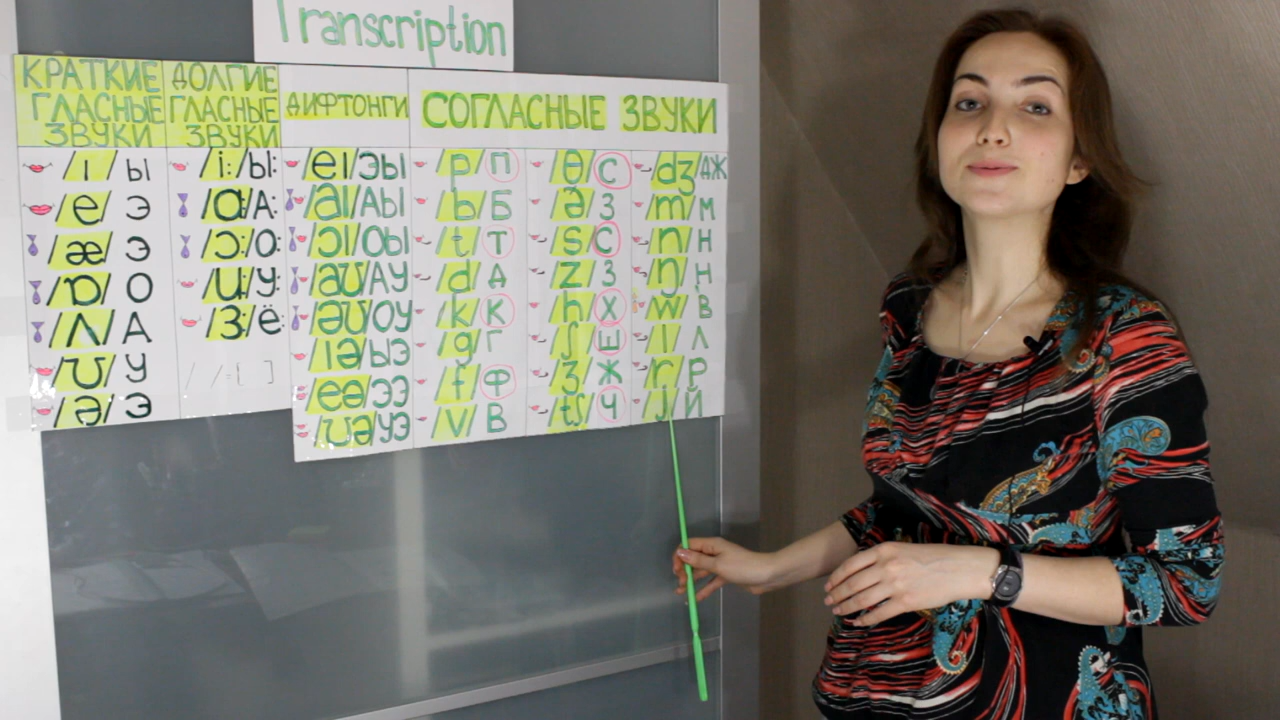 Transcription
КРАТКИЕ ГЛАСНЫЕ ЗВУКИ
ДОЛГИЕ ГЛАСНЫЕ ЗВУКИ
ДИФТОНГИ
СОГЛАСНЫЕ ЗВУКИ
/ɪ/ Ы
/e/ Э
/æ/ Э
/ɒ/ О
/ʌ/ А
/ʊ/ У
/ə/ Э
/i:/ Ы:
/ɑ:/ А:
/ɔ:/ О:
/u:/ У:
/ɜ:/ Ё:
/ /=[ ]
/eɪ/ ЭЫ
/aɪ/ АЫ
/ɔɪ/ ОЫ
/aʊ/ АУ
/əʊ/ ОУ
/ɪə/ ЫЭ
/eə/ ЭЭ
/ʊə/ УЭ
/p/ П
/b/ Б
/t/ Т
/d/ Д
/k/ К
/g/ Г
/f/ Ф
/v/ В
/θ/ С
/ð/ З
/s/ С
/z/ З
/h/ Х
/ʃ/ Ш
/ʒ/ Ж
/tʃ/ Ч
/dʒ/ ДЖ
/m/ М
/n/ Н
/ŋ/ Н
/w/ В
/l/ Л
/r/ Р
/j/ Й